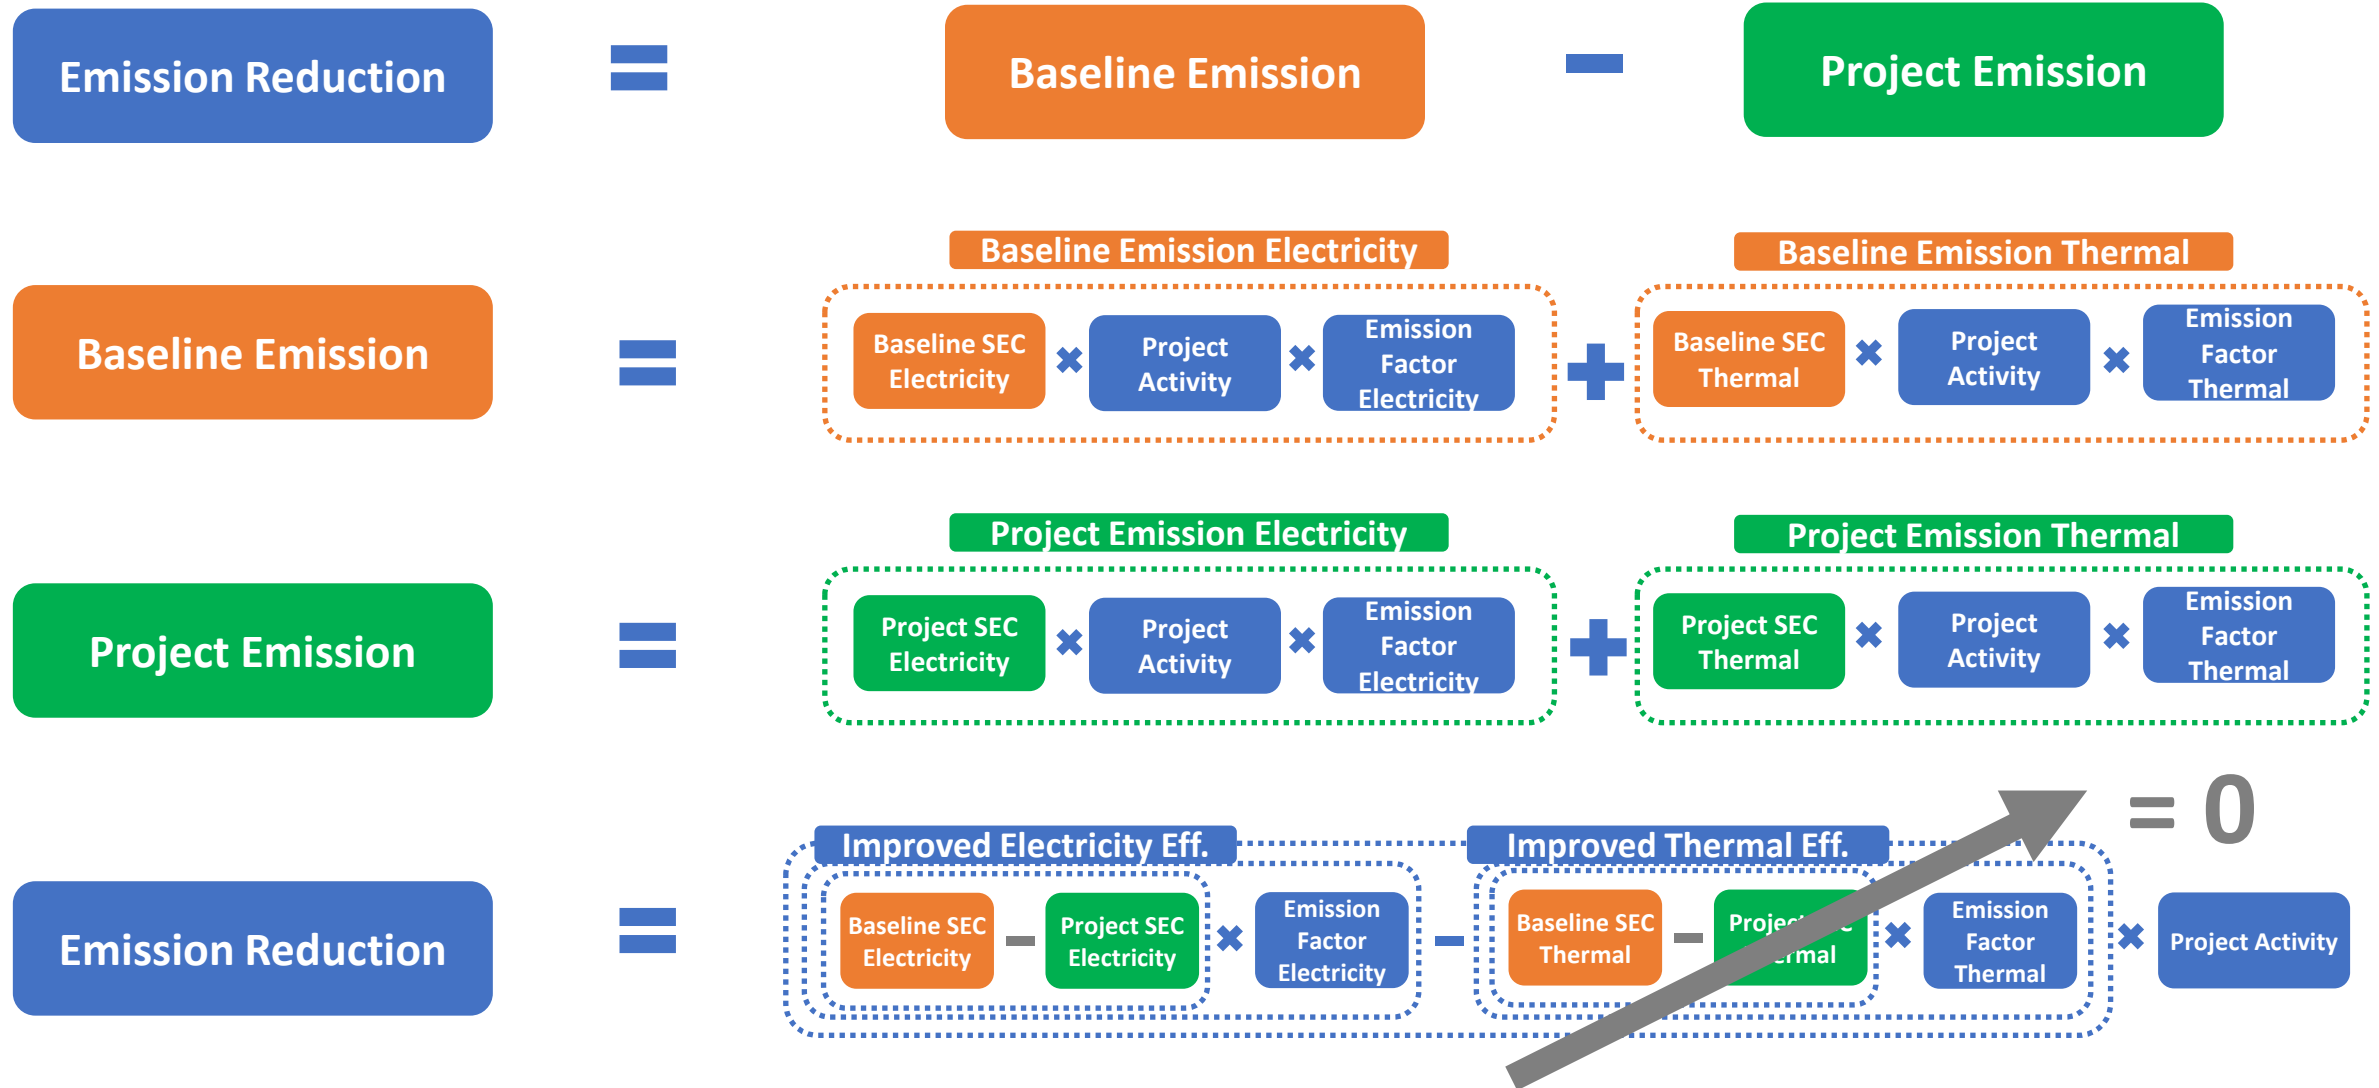 Emission Reduction
=
Baseline Emission
−
Project Emission
Baseline Emission Electricity
Baseline Emission Thermal
Baseline Emission
=
Baseline SEC
Electricity
×
Project
Activity
×
Emission
Factor
Electricity
+
Baseline SEC
Thermal
×
Project
Activity
×
Emission
Factor
Thermal
Project Emission Electricity
Project Emission Thermal
Project Emission
=
Project SEC
Electricity
×
Project
Activity
×
Emission
Factor
Electricity
+
Project SEC
Thermal
×
Project
Activity
×
Emission
Factor
Thermal
= 0
Improved Electricity Eff.
Improved Thermal Eff.
Emission Reduction
=
Baseline SEC
Electricity
−
Project SEC
Electricity
×
Emission
Factor
Electricity
−
Baseline SEC
Thermal
−
Project SEC
Thermal
×
Emission
Factor
Thermal
×
Project Activity